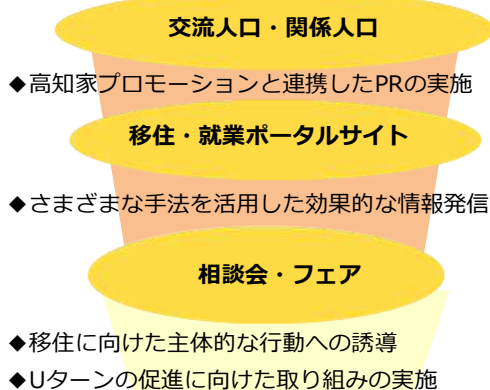 交流人口・関係人口
◆高知家プロモーションと連携したPRの実施
移住・就業ポータルサイト
◆さまざまな手法を活用した効果的な情報発信
相談会・フェア
◆移住に向けた主体的な行動への誘導
◆Uターンの促進に向けた取り組みの実施